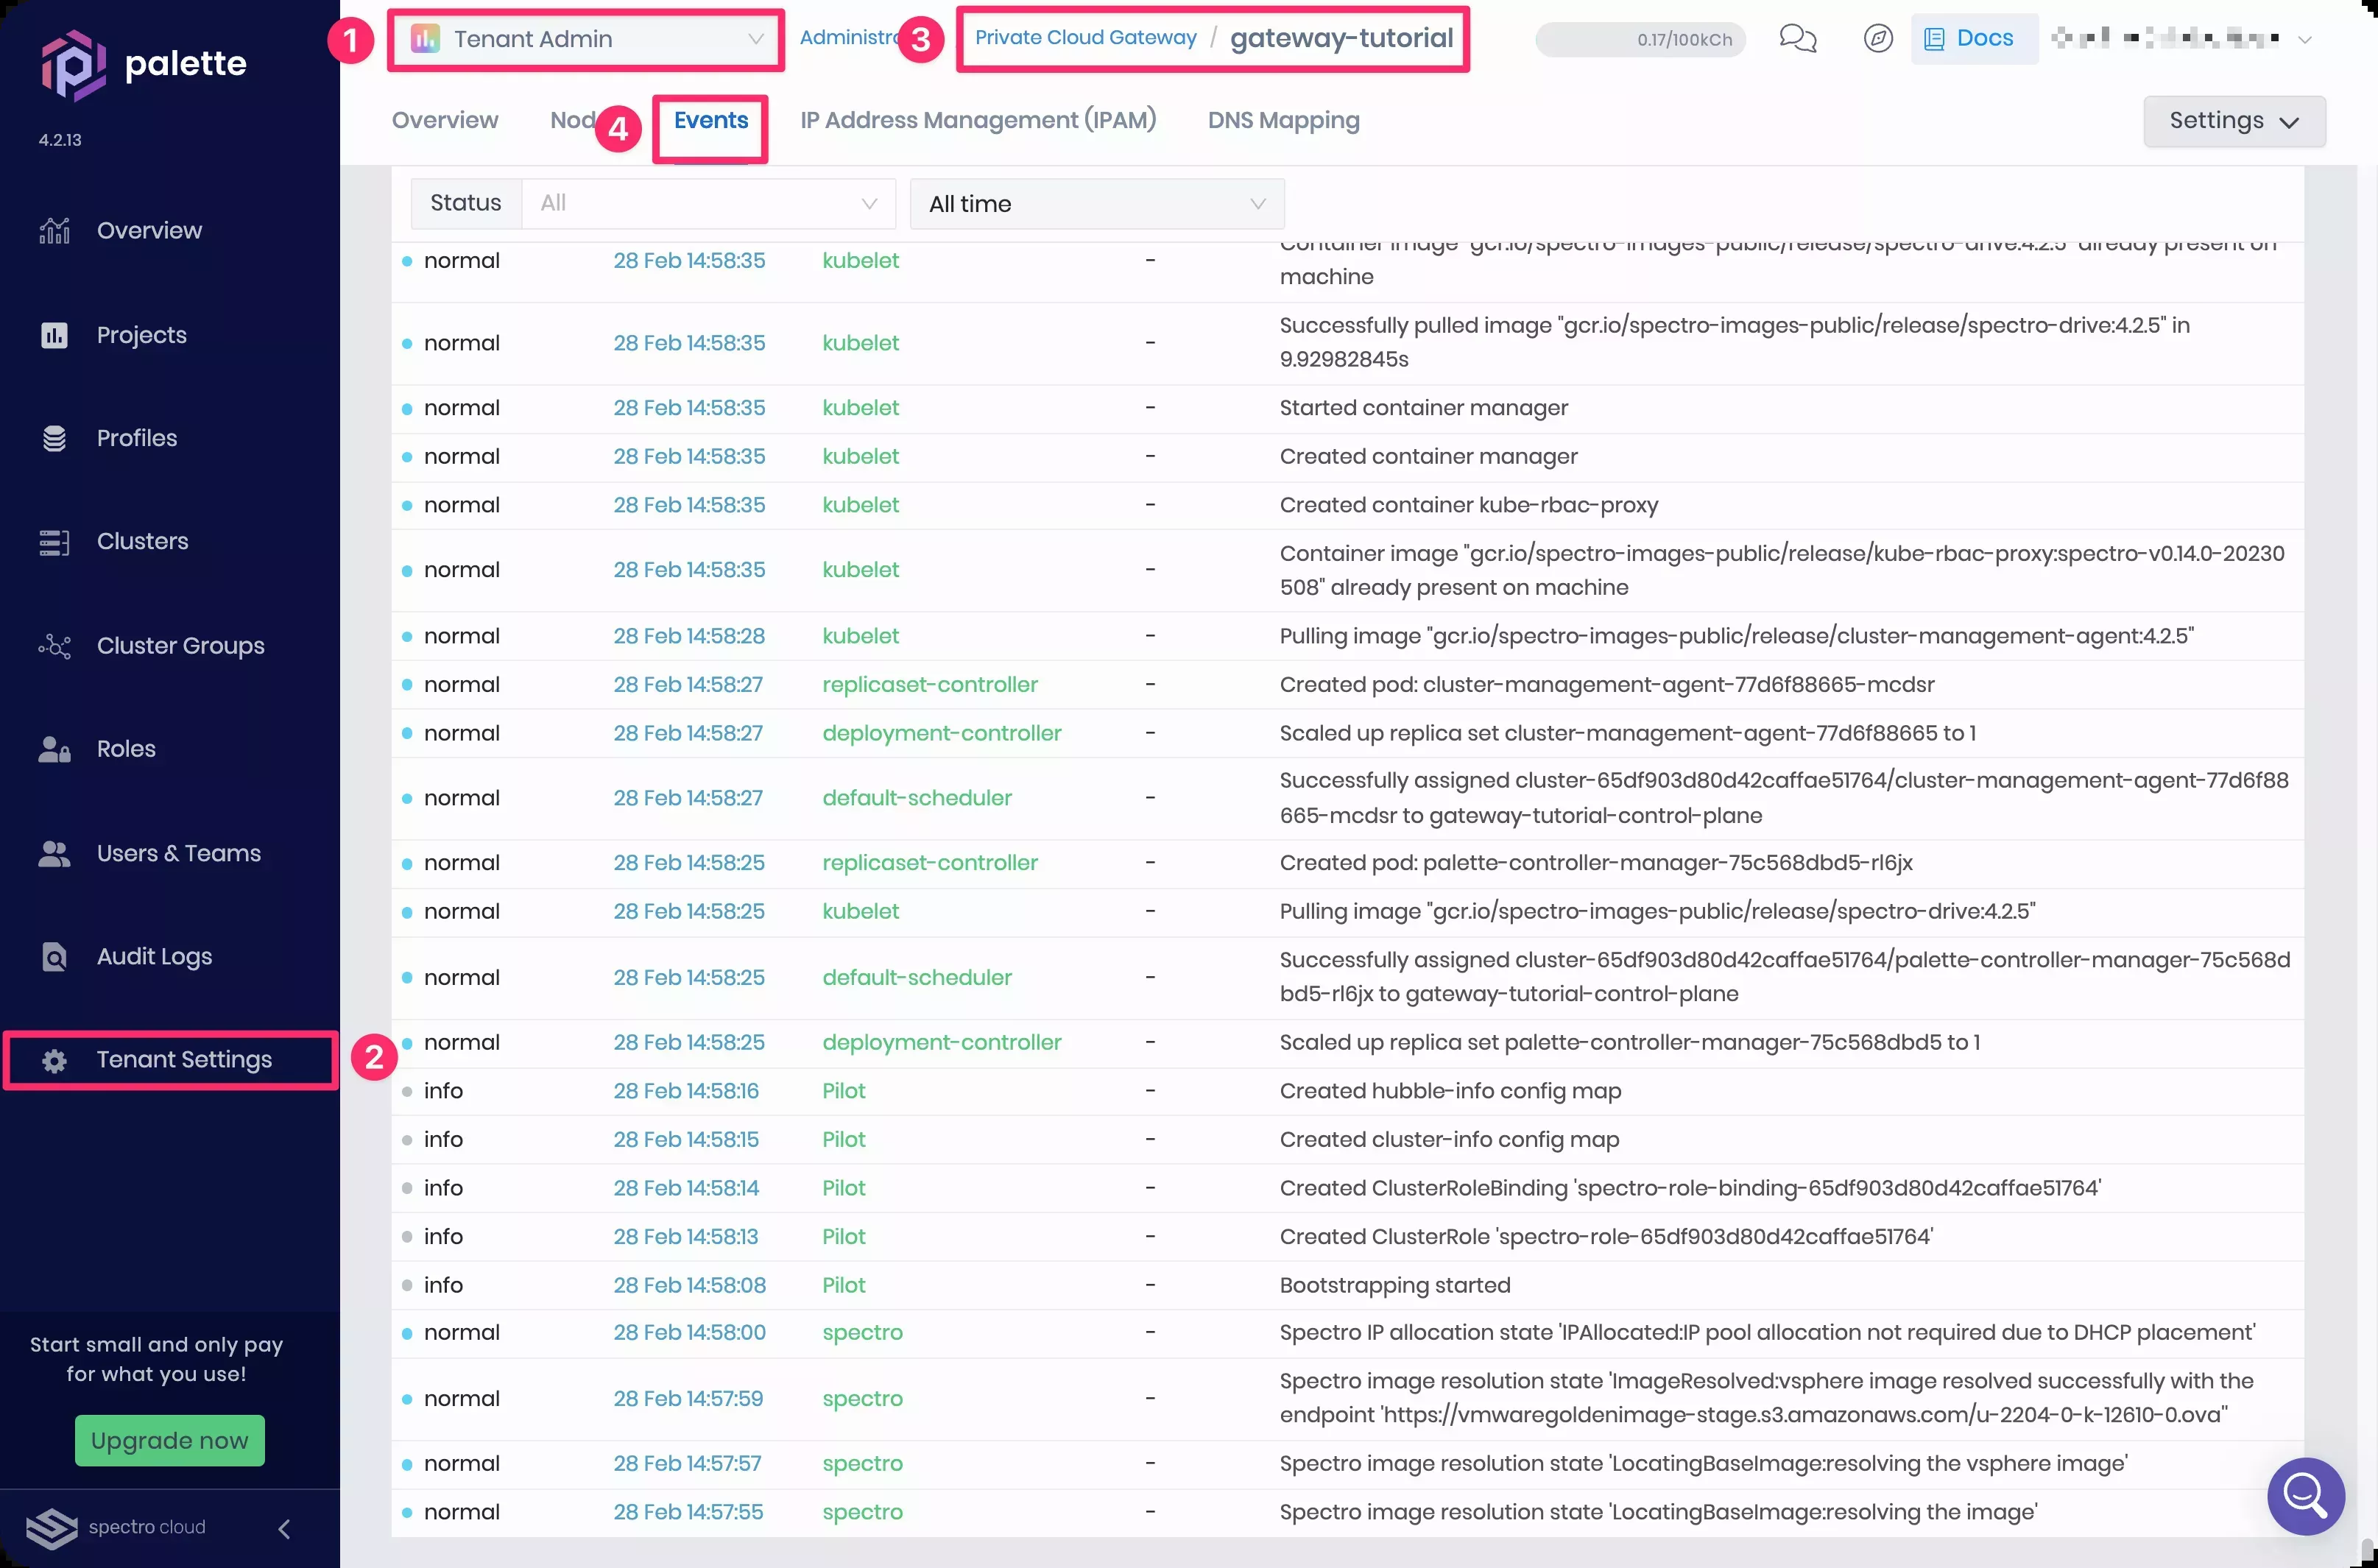 palette
4.2.13
Overview
Projects
Profiles
Clusters
Cluster Groups
Roles
Users & Teams
Audit Logs
Tenant Settings
2
Start small and only pay
for what you use!
Upgrade now
spectro cloud
1
Tenant Admin
3
Private Cloud Gateway / gateway-tutorial
0.17/100kCh
Docs
Overview
4
Events
IP Address Management (IPAM)
DNS Mapping
Settings
Status
All
All time
normal 28 Feb 14:58:35 kubelet - Container image "gcr.io/spectro-images-public/release/spectro-drive:4.2.5" already present on
machine
normal 28 Feb 14:58:35 kubelet - Successfully pulled image "gcr.io/spectro-images-public/release/spectro-drive:4.2.5" in
9.92982845s
normal 28 Feb 14:58:35 kubelet - Started container manager
normal 28 Feb 14:58:35 kubelet - Created container manager
normal 28 Feb 14:58:35 kubelet - Created container kube-rbac-proxy
normal 28 Feb 14:58:35 kubelet - Container image "gcr.io/spectro-images-public/release/kube-rbac-proxy:spectro-v0.14.0-20230
508" already present on machine
normal 28 Feb 14:58:28 kubelet - Pulling image "gcr.io/spectro-images-public/release/cluster-management-agent:4.2.5"
normal 28 Feb 14:58:27 replicaset-controller - Created pod: cluster-management-agent-77d6f88665-mcdsr
normal 28 Feb 14:58:27 deployment-controller - Scaled up replica set cluster-management-agent-77d6f88665 to 1
normal 28 Feb 14:58:27 default-scheduler - Successfully assigned cluster-65df903d80d42caffae51764/cluster-management-agent-77d6f88
665-mcdsr to gateway-tutorial-control-plane
normal 28 Feb 14:58:25 replicaset-controller - Created pod: palette-controller-manager-75c568dbd5-rl6jx
normal 28 Feb 14:58:25 kubelet - Pulling image "gcr.io/spectro-images-public/release/spectro-drive:4.2.5"
normal 28 Feb 14:58:25 default-scheduler - Successfully assigned cluster-65df903d80d42caffae51764/palette-controller-manager-75c568d
bd5-rl6jx to gateway-tutorial-control-plane
normal 28 Feb 14:58:25 deployment-controller - Scaled up replica set palette-controller-manager-75c568dbd5 to 1
info 28 Feb 14:58:16 Pilot - Created hubble-info config map
info 28 Feb 14:58:15 Pilot - Created cluster-info config map
info 28 Feb 14:58:14 Pilot - Created ClusterRoleBinding 'spectro-role-binding-65df903d80d42caffae51764'
info 28 Feb 14:58:13 Pilot - Created ClusterRole 'spectro-role-65df903d80d42caffae51764'
info 28 Feb 14:58:08 Pilot - Bootstrapping started
normal 28 Feb 14:58:00 spectro - Spectro IP allocation state 'IPAllocated:IP pool allocation not required due to DHCP placement'
normal 28 Feb 14:57:59 spectro - Spectro image resolution state 'ImageResolved:vsphere image resolved successfully with the
endpoint 'https://vmwaregoldenimage-stage.s3.amazonaws.com/u-2204-0-k-12610-0.ova''
normal 28 Feb 14:57:57 spectro - Spectro image resolution state 'LocatingBaseImage:resolving the vsphere image'
normal 28 Feb 14:57:55 spectro - Spectro image resolution state 'LocatingBaseImage:resolving the image'